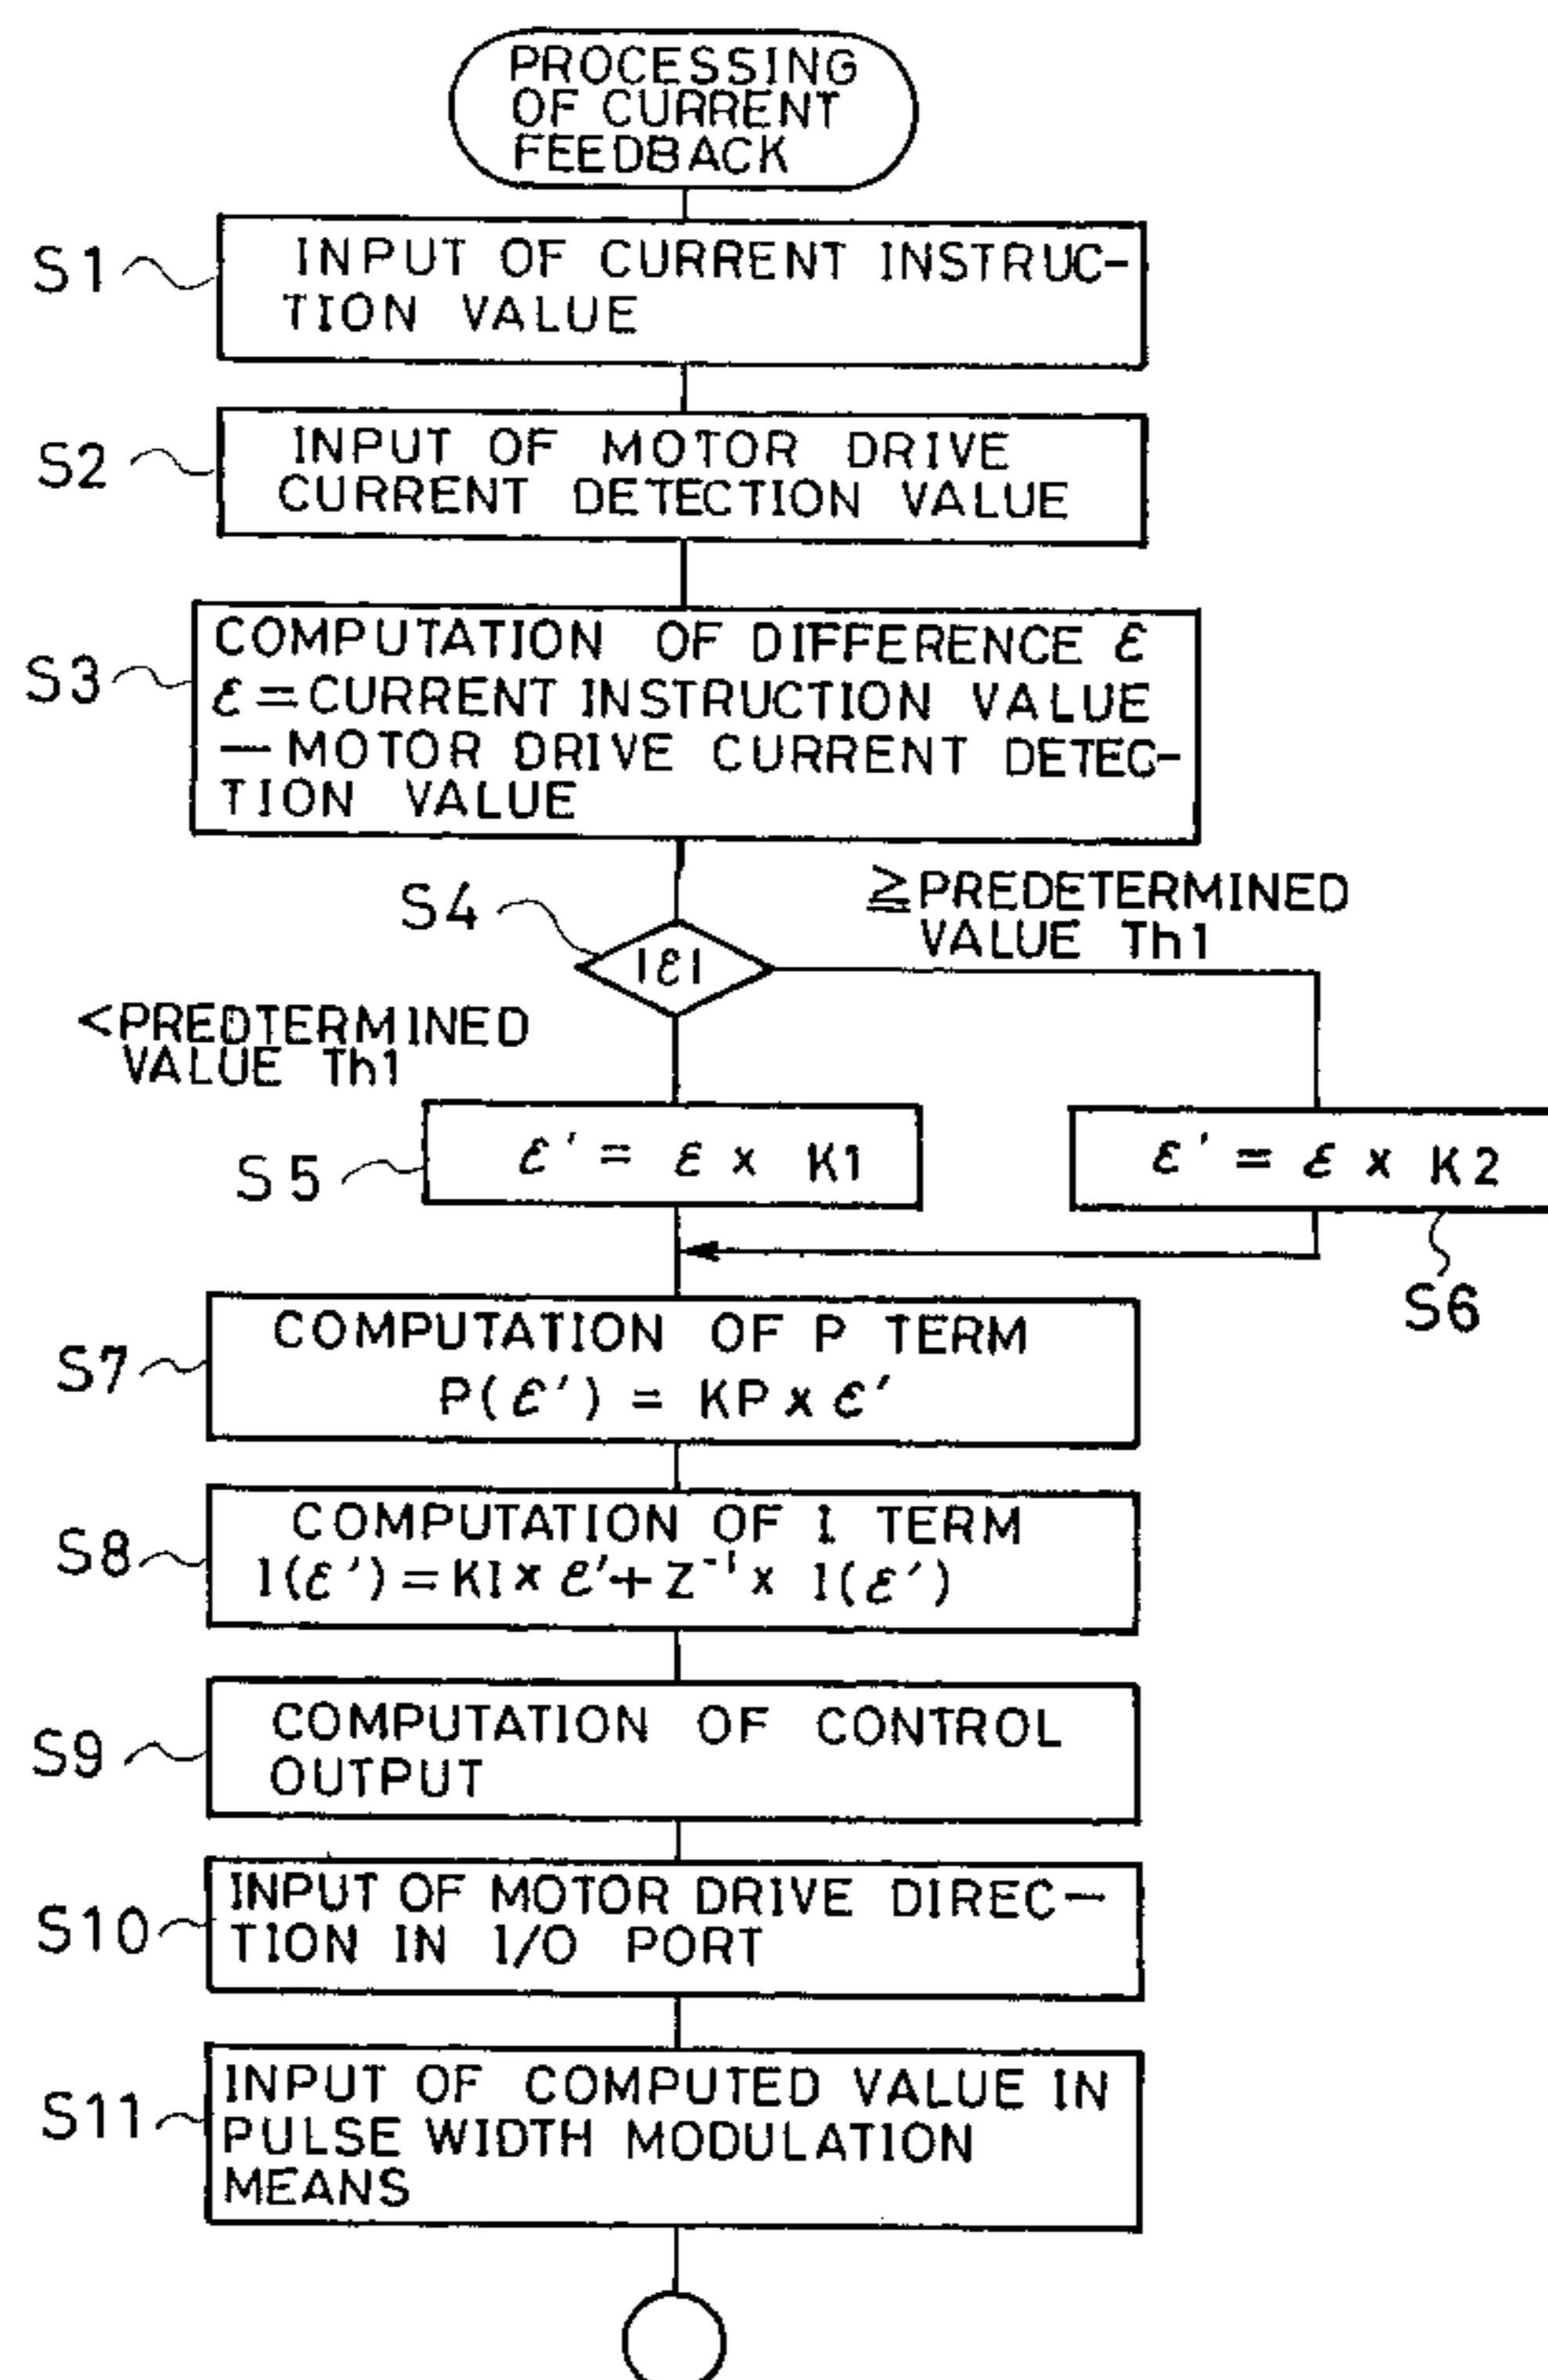 PROCESSING
OF CURRENT
FEEDBACK
S1
INPUT OF CURRENT INSTRUC-
TION VALUE
S2
INPUT OF MOTOR DRIVE
CURRENT DETECTION VALUE
S3
COMPUTATION OF DIFFERENCE ε
ε = CURRENT INSTRUCTION VALUE
— MOTOR DRIVE CURRENT DETEC-
TION VALUE
S4
|ε|
≧PREDETERMINED
VALUE Th1
<PREDTERMINED
VALUE Th1
S5
ε' = ε x K1
ε' = ε x K2
S6
S7
COMPUTATION OF P TERM
P(ε') = KP x ε'
S8
COMPUTATION OF I TERM
I(ε') = KI x ε' + Z⁻¹ x I(ε')
S9
COMPUTATION OF CONTROL
OUTPUT
S10
INPUT OF MOTOR DRIVE DIREC-
TION IN I/O PORT
S11
INPUT OF COMPUTED VALUE IN
PULSE WIDTH MODULATION
MEANS